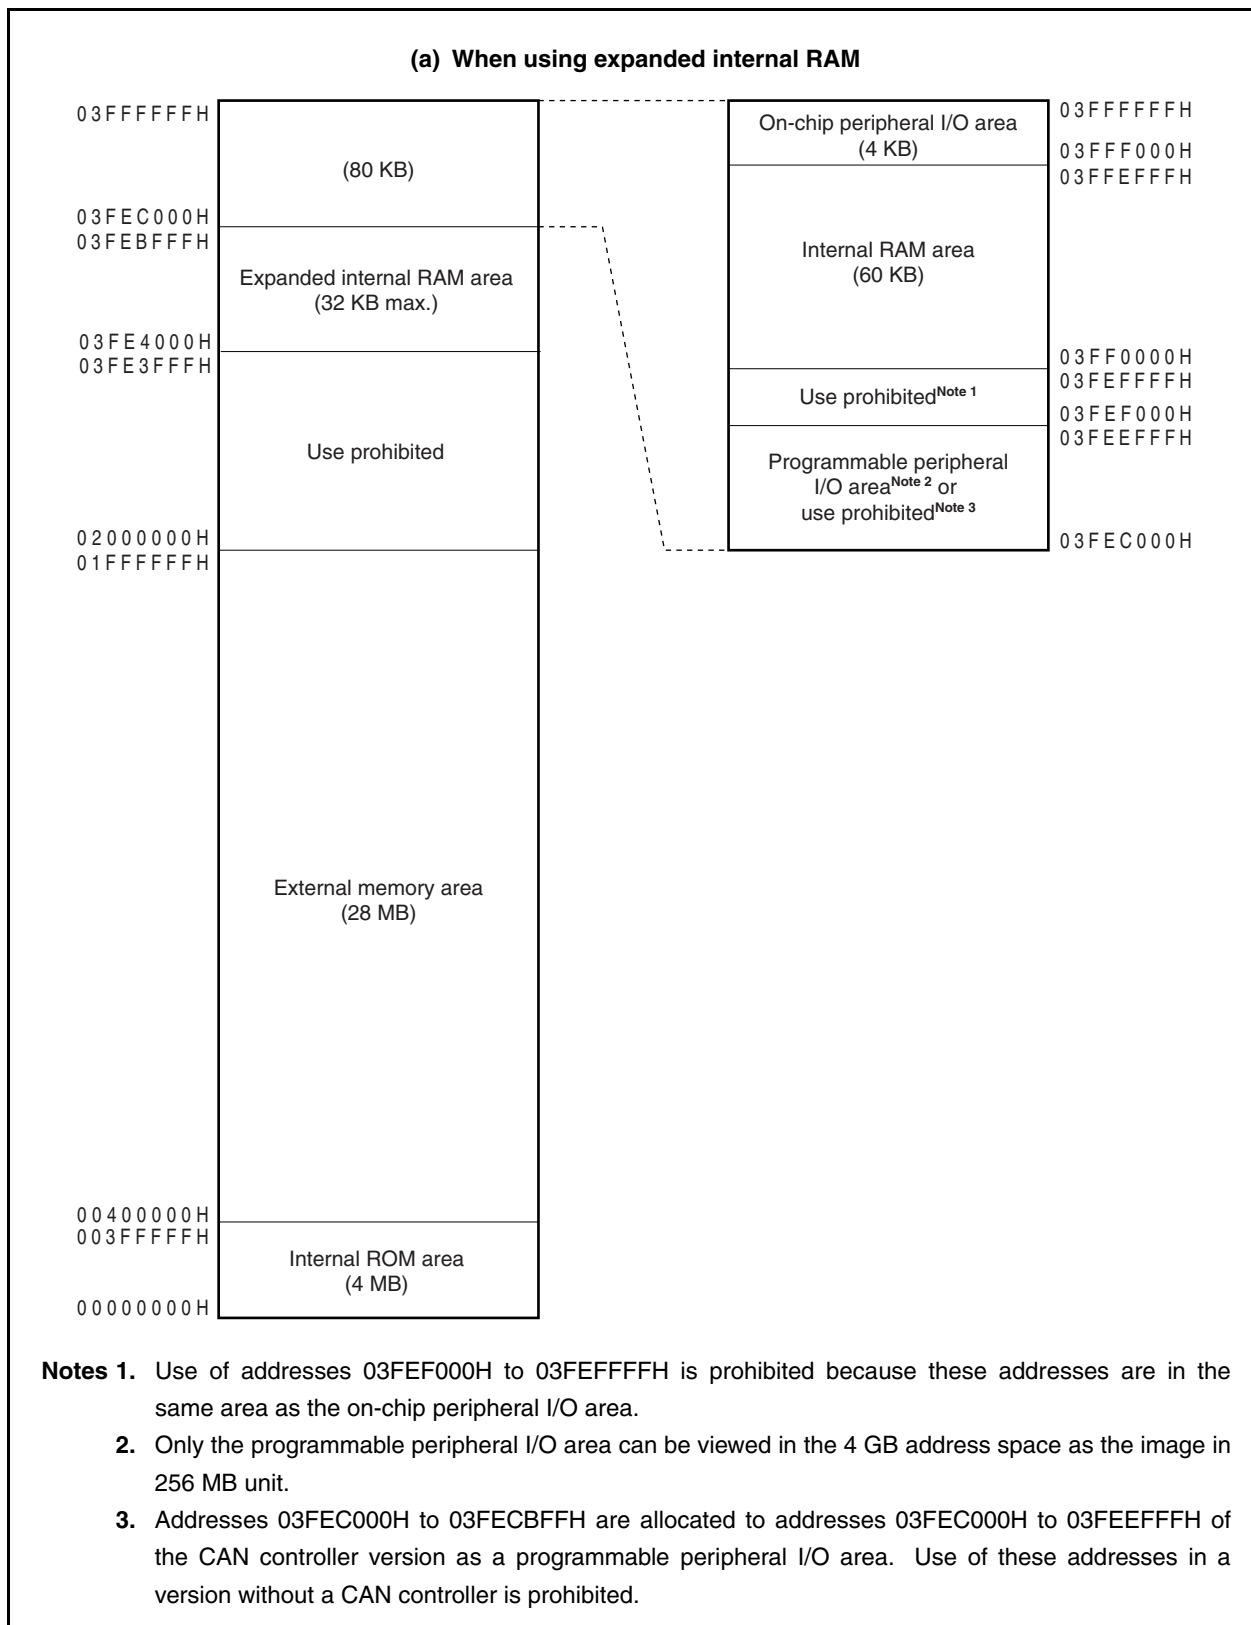 (a) When using expanded internal RAM
03FFFFFFH
(80 KB)
03FEC000H
03FEBFFFH
Expanded internal RAM area
(32 KB max.)
03FE4000H
03FE3FFFH
Use prohibited
02000000H
01FFFFFFH
External memory area
(28 MB)
00400000H
003FFFFFH
Internal ROM area
(4 MB)
00000000H
On-chip peripheral I/O area
(4 KB)
03FFFFFFH
03FFF000H
03FFEFFFH
Internal RAM area
(60 KB)
03FF0000H
03FEFFFFH
Use prohibitedNote 1
03FEF000H
03FEEFFFH
Programmable peripheral
I/O areaNote 2 or
use prohibitedNote 3
03FEC000H
Notes 1. Use of addresses 03FEF000H to 03FEFFFFH is prohibited because these addresses are in the
same area as the on-chip peripheral I/O area.
2. Only the programmable peripheral I/O area can be viewed in the 4 GB address space as the image in
256 MB unit.
3. Addresses 03FEC000H to 03FECBFFH are allocated to addresses 03FEC000H to 03FEEFFFH of
the CAN controller version as a programmable peripheral I/O area. Use of these addresses in a
version without a CAN controller is prohibited.